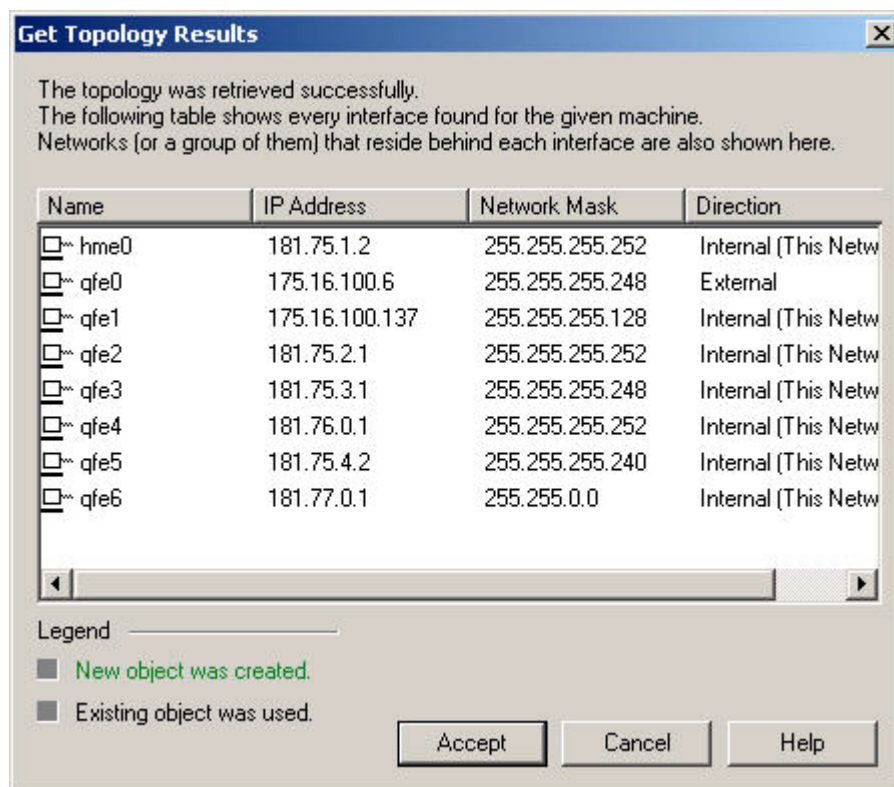 Get Topology Results
The topology was retrieved successfully.
The following table shows every interface found for the given machine.
Networks (or a group of them) that reside behind each interface are also shown here.
Name IP Address Network Mask Direction
hme0 181.75.1.2 255.255.255.252 Internal (This Netw
qfe0 175.16.100.6 255.255.255.248 External
qfe1 175.16.100.137 255.255.255.128 Internal (This Netw
qfe2 181.75.2.1 255.255.255.252 Internal (This Netw
qfe3 181.75.3.1 255.255.255.248 Internal (This Netw
qfe4 181.76.0.1 255.255.255.252 Internal (This Netw
qfe5 181.75.4.2 255.255.255.240 Internal (This Netw
qfe6 181.77.0.1 255.255.0.0 Internal (This Netw
Legend
New object was created.
Existing object was used.
Accept Cancel Help